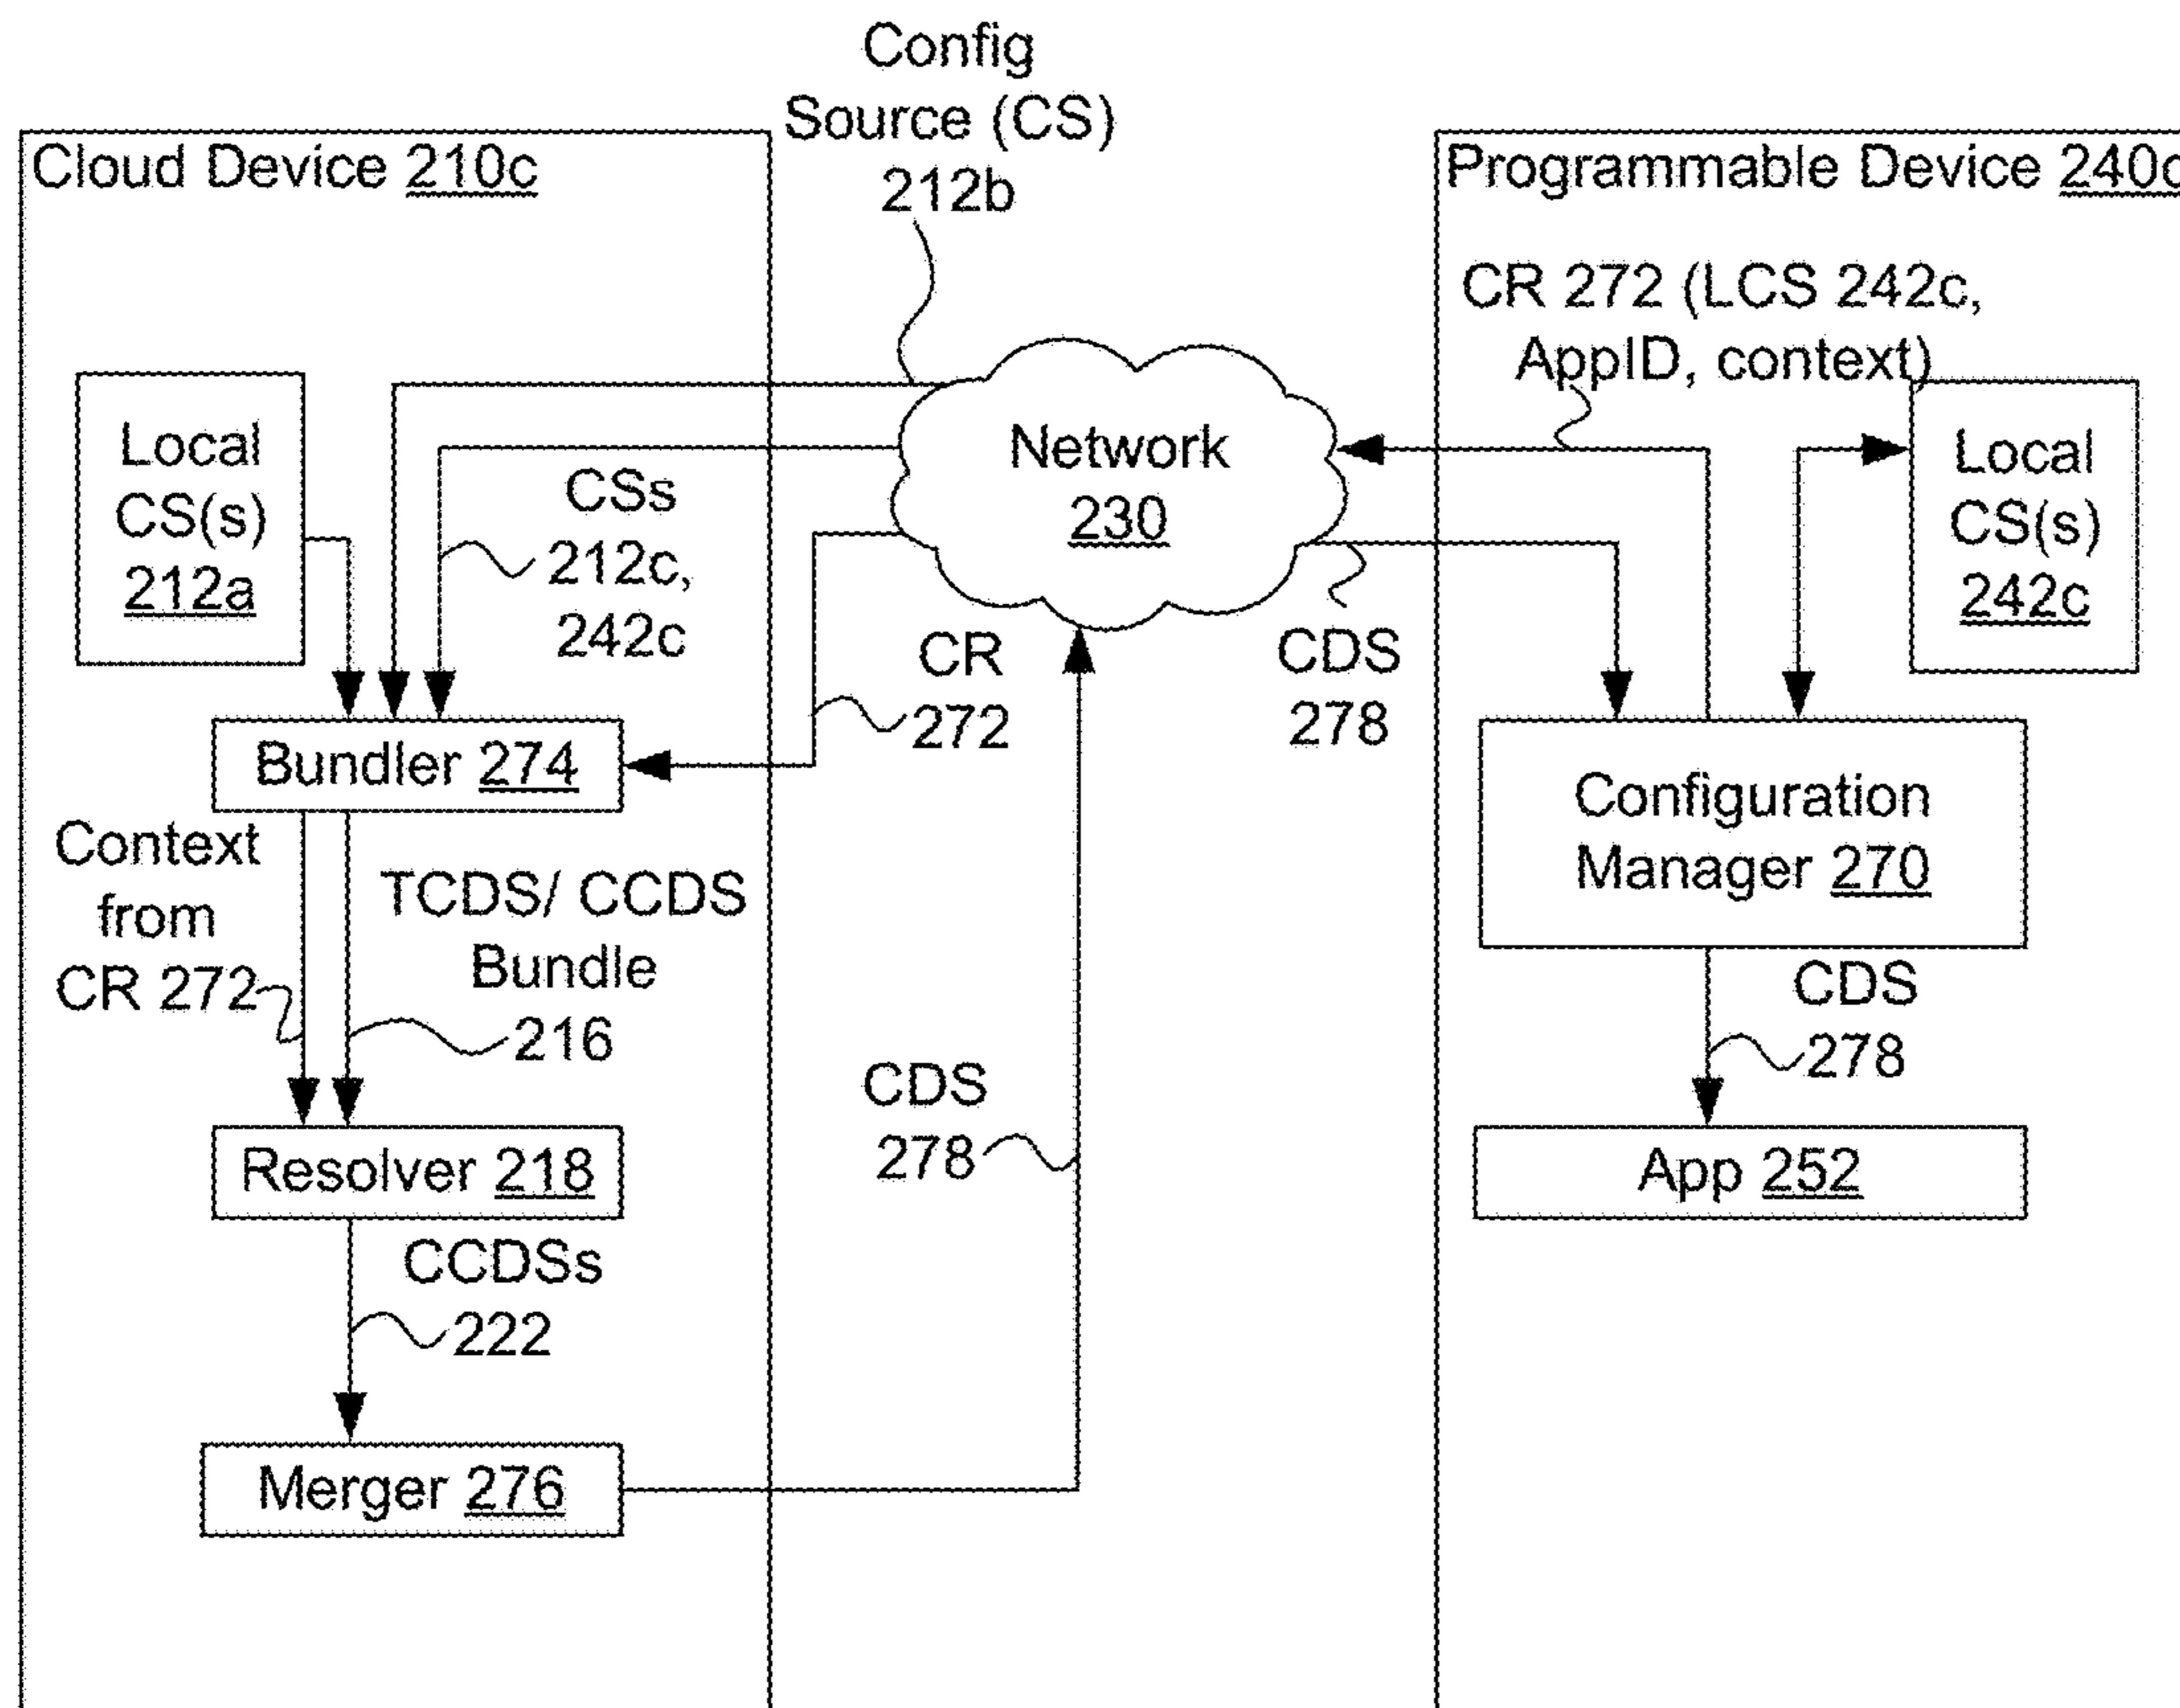 Config
Source (CS)
212b
Cloud Device 210c
Programmable Device 240c
CR 272 (LCS 242c,
AppID, context)
Local
CS(s)
212a
CSs
212c,
242c
Network
230
Local
CS(s)
242c
CR
272
CDS
278
Bundler 274
Configuration
Manager 270
Context
from
CR 272
TCDS/ CCDS
Bundle
216
CDS
278
CDS
278
Resolver 218
App 252
CCDSs
222
Merger 276